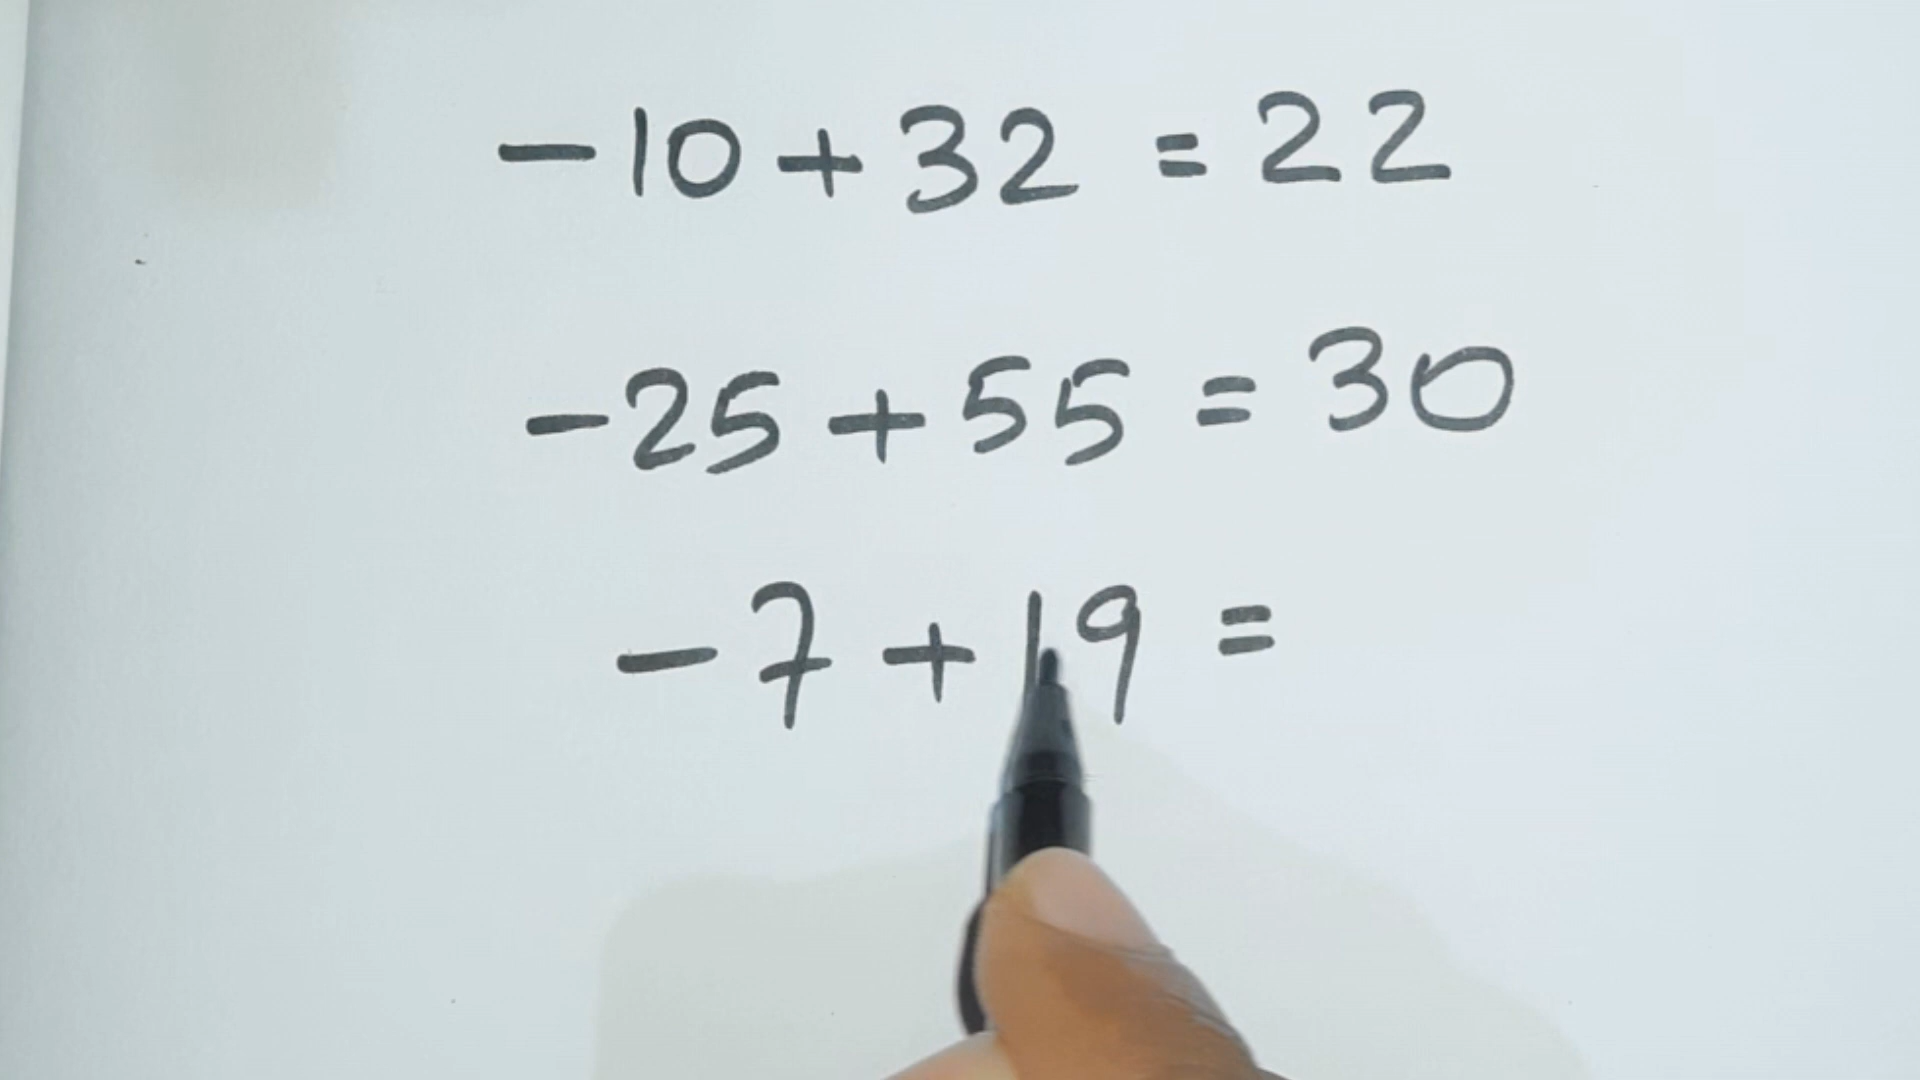 -10+32 = 22
-25+55 = 30
-7+19 =